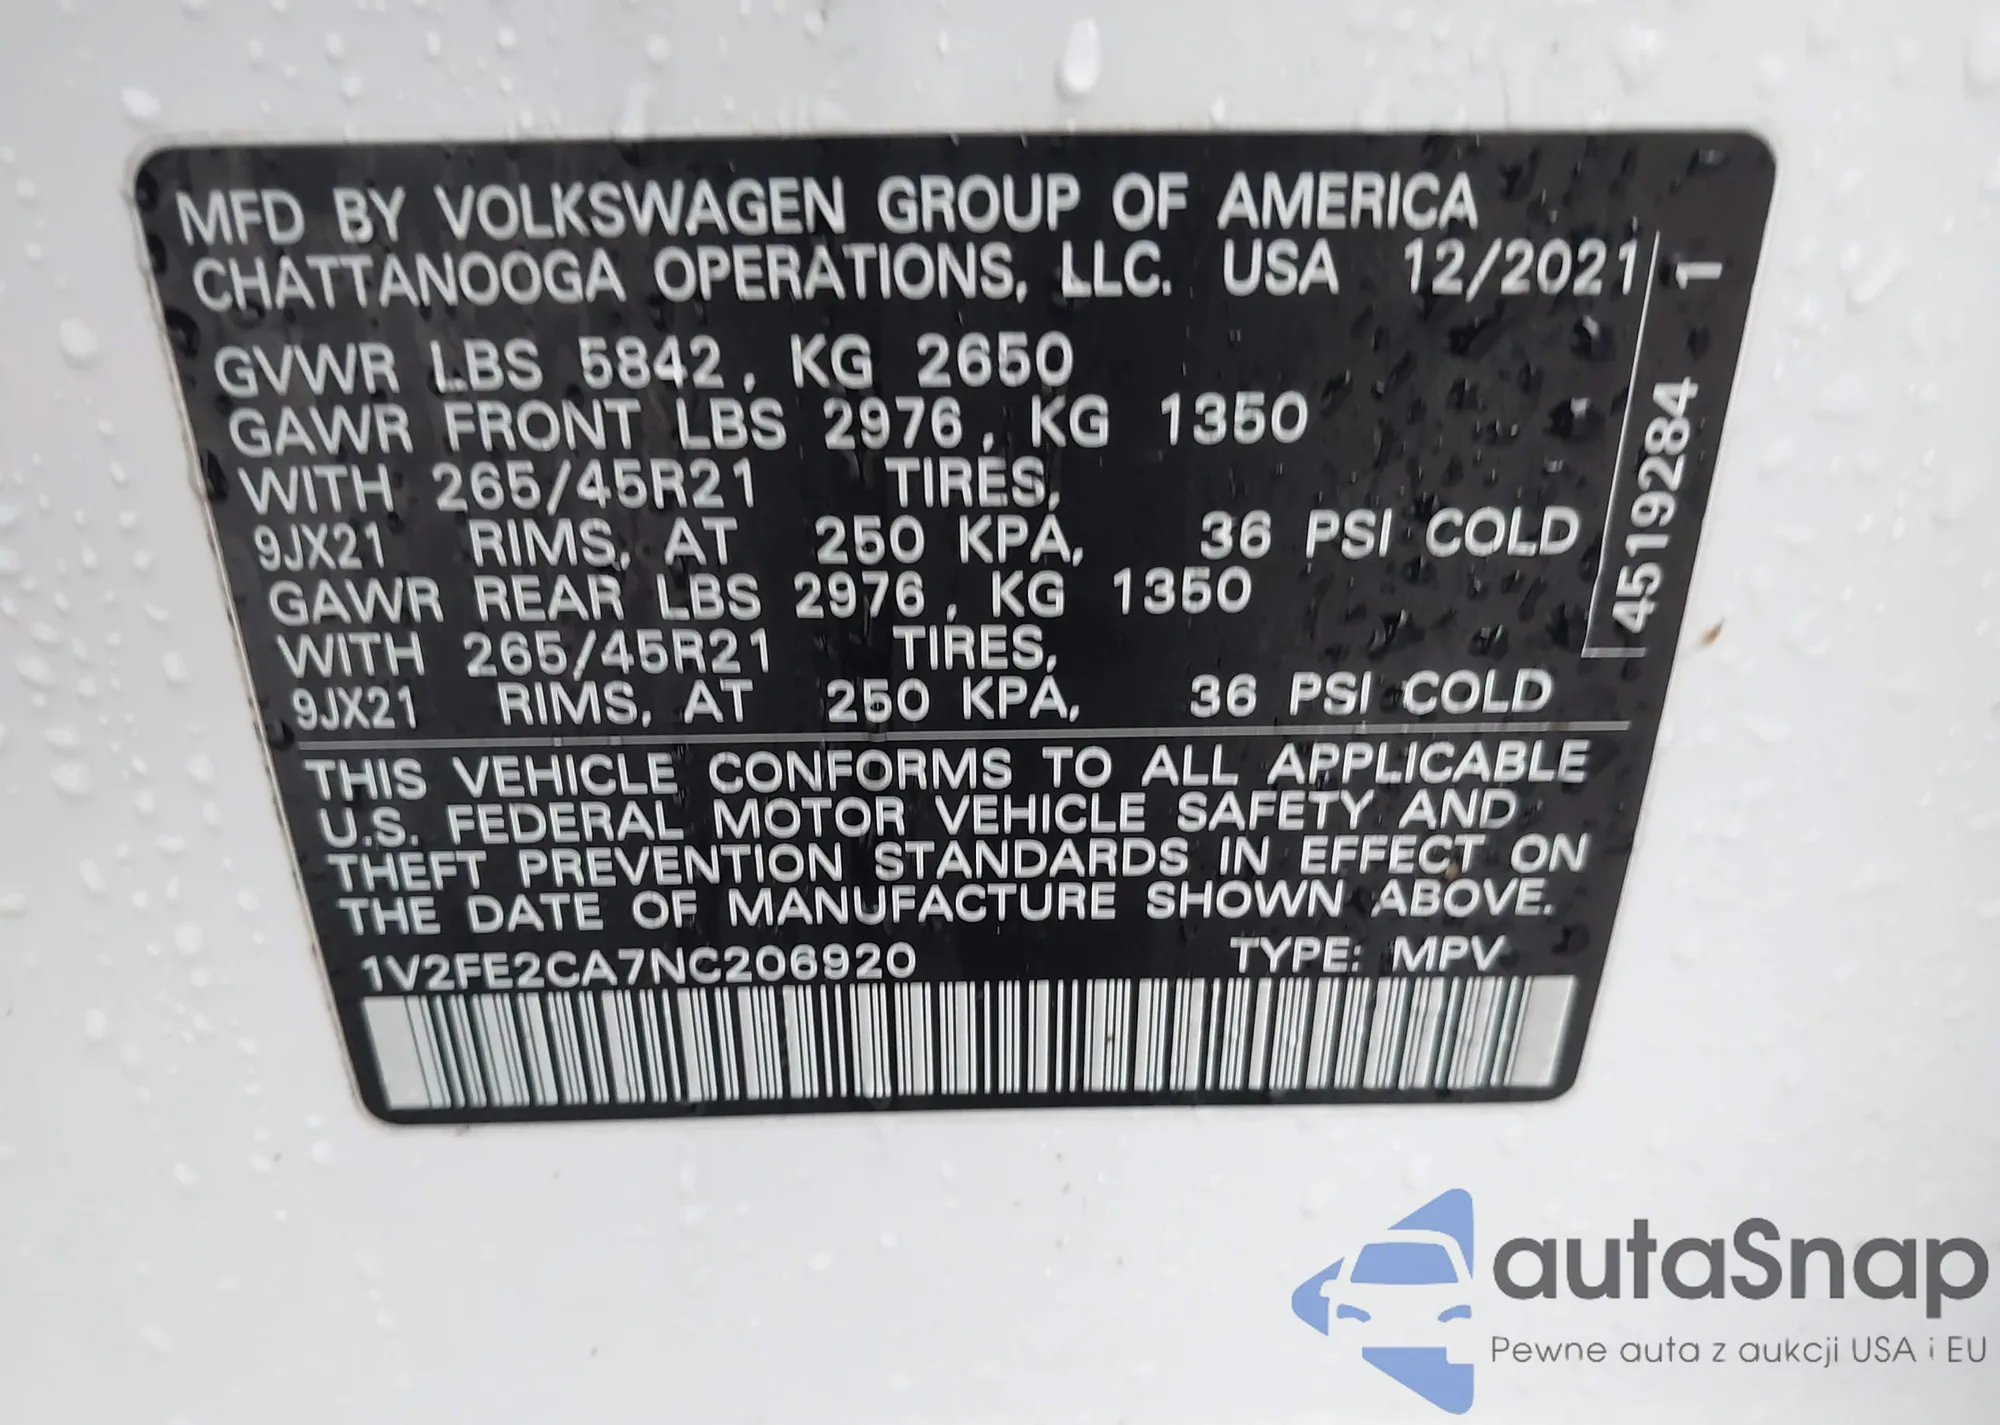 MFD BY VOLKSWAGEN GROUP OF AMERICA
CHATTANOOGA OPERATIONS, LLC. USA 12/2021
GVWR LBS 5842, KG 2650
GAWR FRONT LBS 2976, KG 1350
WITH 265/45R21 TIRES,
9JX21 RIMS, AT 250 KPA, 36 PSI COLD
GAWR REAR LBS 2976, KG 1350
WITH 265/45R21 TIRES,
9JX21 RIMS, AT 250 KPA, 36 PSI COLD
4519284 1
THIS VEHICLE CONFORMS TO ALL APPLICABLE
U.S. FEDERAL MOTOR VEHICLE SAFETY AND
THEFT PREVENTION STANDARDS IN EFFECT ON
THE DATE OF MANUFACTURE SHOWN ABOVE.
1V2FE2CA7NC206920 TYPE: MPV
autaSnap
Pewne auta z aukcji USA i EU